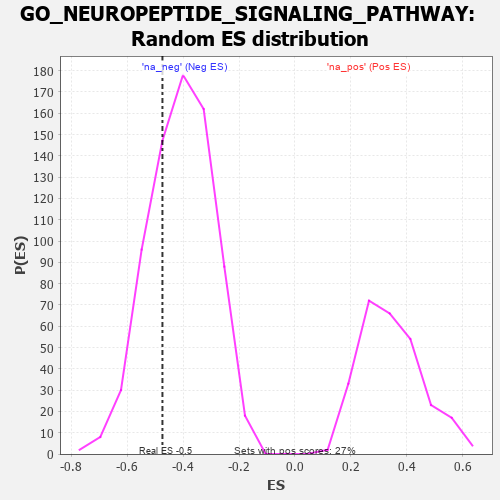 GO_NEUROPEPTIDE_SIGNALING_PATHWAY:
Random ES distribution
'na_neg' (Neg ES)
'na_pos' (Pos ES)
180
170
160
150
140
130
120
110
100
90
80
70
60
50
40
30
20
10
0
P(ES)
Real ES -0.5
Sets with pos scores: 27%
-0.8 -0.6 -0.4 -0.2 0.0 0.2 0.4 0.6
ES